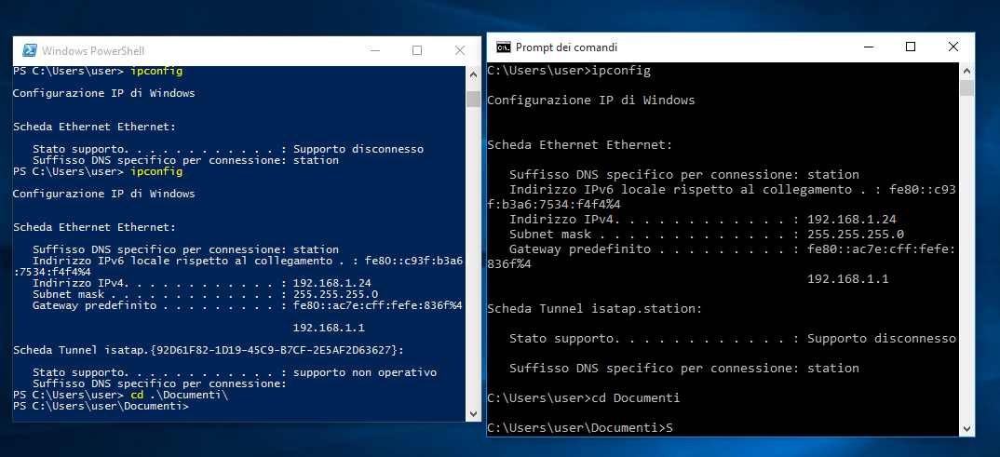 Windows PowerShell
PS C:\Users\user> ipconfig
Configurazione IP di Windows
Scheda Ethernet Ethernet:
Stato supporto. . . . . . . . . . . . : Supporto disconnesso
Suffisso DNS specifico per connessione: station
PS C:\Users\user> ipconfig
Configurazione IP di Windows
Scheda Ethernet Ethernet:
Suffisso DNS specifico per connessione: station
Indirizzo IPv6 locale rispetto al collegamento . : fe80::c93f:b3a6
:7534:f4f4%4
Indirizzo IPv4. . . . . . . . . . . . : 192.168.1.24
Subnet mask . . . . . . . . . . . . . : 255.255.255.0
Gateway predefinito . . . . . . . . . : fe80::ac7e:cff:fefe:836f%4
192.168.1.1
Scheda Tunnel isatap.{92D61F82-1D19-45C9-B7CF-2E5AF2D63627}:
Stato supporto. . . . . . . . . . . . : supporto non operativo
Suffisso DNS specifico per connessione:
PS C:\Users\user> cd .\Documenti\
PS C:\Users\user\Documenti>
Prompt dei comandi
C:\Users\user>ipconfig
Configurazione IP di Windows
Scheda Ethernet Ethernet:
Suffisso DNS specifico per connessione: station
Indirizzo IPv6 locale rispetto al collegamento . : fe80::c93
f:b3a6:7534:f4f4%4
Indirizzo IPv4. . . . . . . . . . . . : 192.168.1.24
Subnet mask . . . . . . . . . . . . . : 255.255.255.0
Gateway predefinito . . . . . . . . . : fe80::ac7e:cff:fefe:
836f%4
192.168.1.1
Scheda Tunnel isatap.station:
Stato supporto. . . . . . . . . . . . : Supporto disconnesso
Suffisso DNS specifico per connessione: station
C:\Users\user>cd Documenti
C:\Users\user\Documenti>S